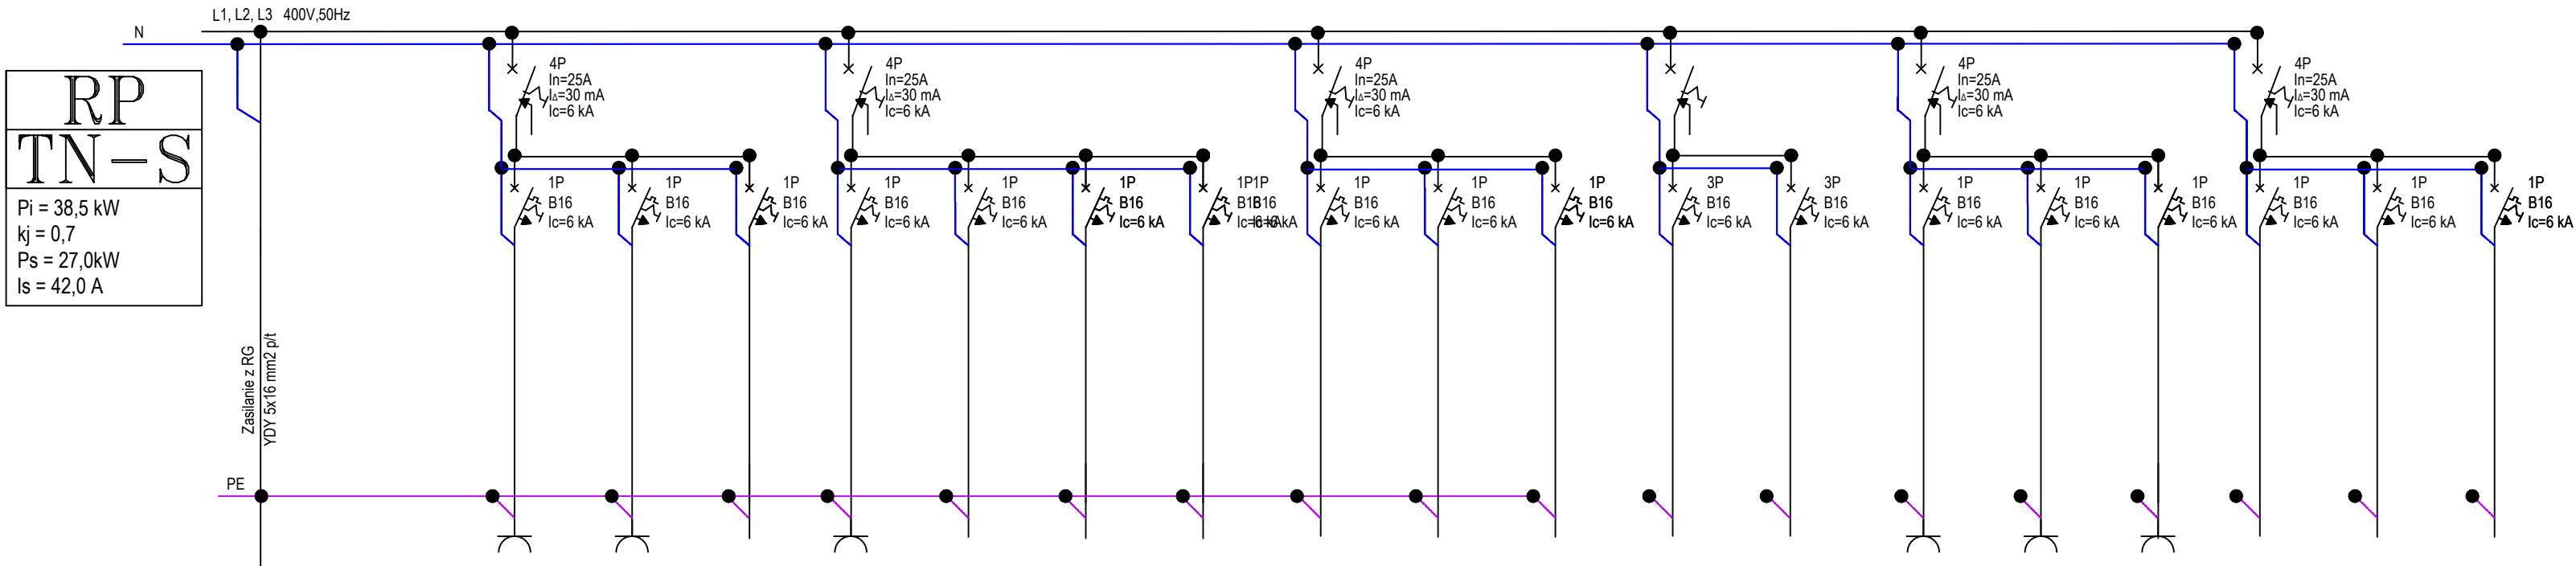 L1, L2, L3 400V,50Hz
N
RP
TN-S
Pi = 38,5 kW
kj = 0,7
Ps = 27,0kW
Is = 42,0 A
Zasilanie z RG
YDY 5x16 mm2 p/t
PE
4P
In=25A
IΔ=30 mA
Ic=6 kA
4P
In=25A
IΔ=30 mA
Ic=6 kA
4P
In=25A
IΔ=30 mA
Ic=6 kA
4P
In=25A
IΔ=30 mA
Ic=6 kA
4P
In=25A
IΔ=30 mA
Ic=6 kA
1P
B16
Ic=6 kA
1P
B16
Ic=6 kA
1P
B16
Ic=6 kA
1P
B16
Ic=6 kA
1P
B16
Ic=6 kA
1P
B16
Ic=6 kA
1P1P
1P
B16
Ic=6 kA
1P
B16
Ic=6 kA
1P
B16
Ic=6 kA
3P
B16
Ic=6 kA
3P
B16
Ic=6 kA
1P
B16
Ic=6 kA
1P
B16
Ic=6 kA
1P
B16
Ic=6 kA
1P
B16
Ic=6 kA
1P
B16
Ic=6 kA
1P
B16
Ic=6 kA